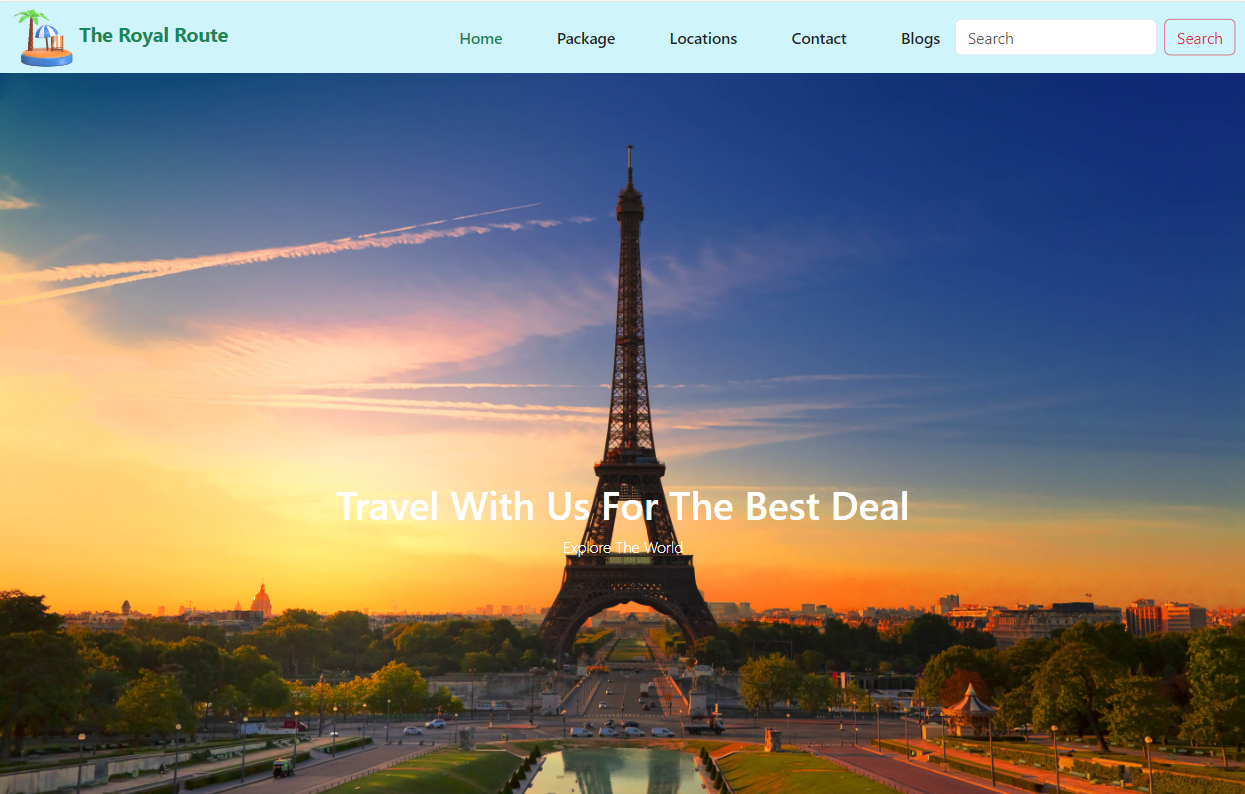 The Royal Route
Home
Package
Locations
Contact
Blogs
Search
Search
Travel With Us For The Best Deal
Explore The World